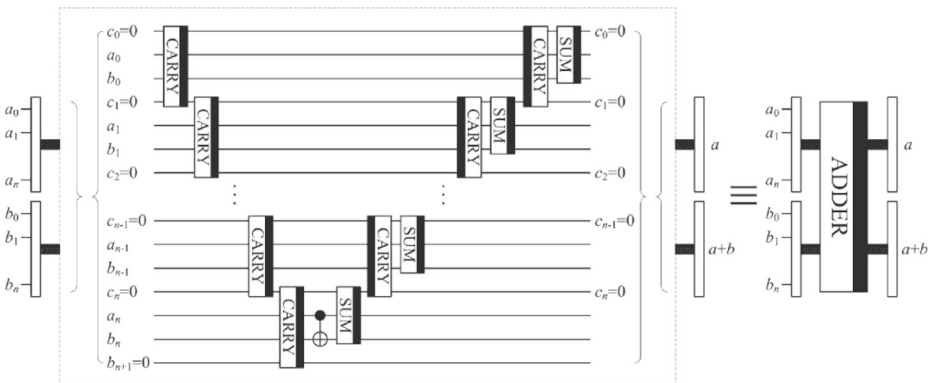 c0=0 CARRY CARRY SUM c0=0
a0
b0
a0 c1=0 CARRY CARRY SUM c1=0 a0
a1 a1 a1
b1 a a
an c2=0 c2=0 an
⋮ ⋮ ≡ ADDER
b0 cn-1=0 CARRY CARRY SUM cn-1=0 b0
b1 an-1 b1
bn-1 a+b a+b
bn cn=0 CARRY SUM cn=0 bn
an
bn
bn+1=0